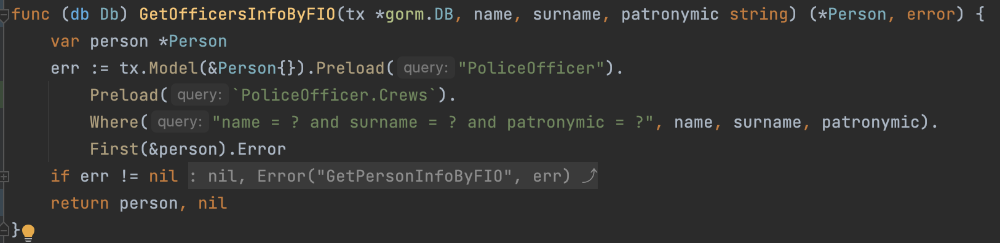 func (db Db) GetOfficersInfoByFIO(tx *gorm.DB, name, surname, patronymic string) (*Person, error) {
    var person *Person
    err := tx.Model(&Person{}).Preload( query: "PoliceOfficer").
        Preload( query: `PoliceOfficer.Crews`).
        Where( query: "name = ? and surname = ? and patronymic = ?", name, surname, patronymic).
        First(&person).Error
    if err != nil : nil, Error("GetPersonInfoByFIO", err) ⤴
    return person, nil
}